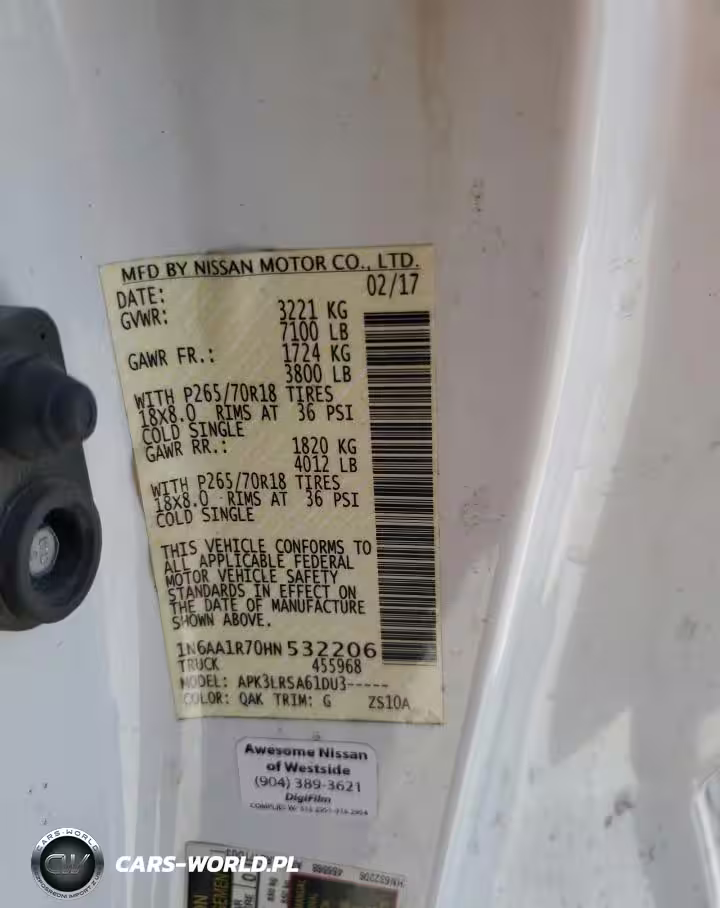 MFD BY NISSAN MOTOR CO., LTD.
DATE: 02/17
GVWR: 3221 KG
7100 LB
GAWR FR.: 1724 KG
3800 LB
WITH P265/70R18 TIRES
18X8.0 RIMS AT 36 PSI
COLD SINGLE
GAWR RR.: 1820 KG
4012 LB
WITH P265/70R18 TIRES
18X8.0 RIMS AT 36 PSI
COLD SINGLE
THIS VEHICLE CONFORMS TO
ALL APPLICABLE FEDERAL
MOTOR VEHICLE SAFETY
STANDARDS IN EFFECT ON
THE DATE OF MANUFACTURE
SHOWN ABOVE.
1N6AA1R70HN532206
TRUCK 455968
MODEL: APK3LRSA61DU3-----
COLOR: QAK TRIM: G ZS10A
Awesome Nissan
of Westside
(904) 389-3621
DigiFilm
CARS-WORLD
CW
CARS-WORLD.PL